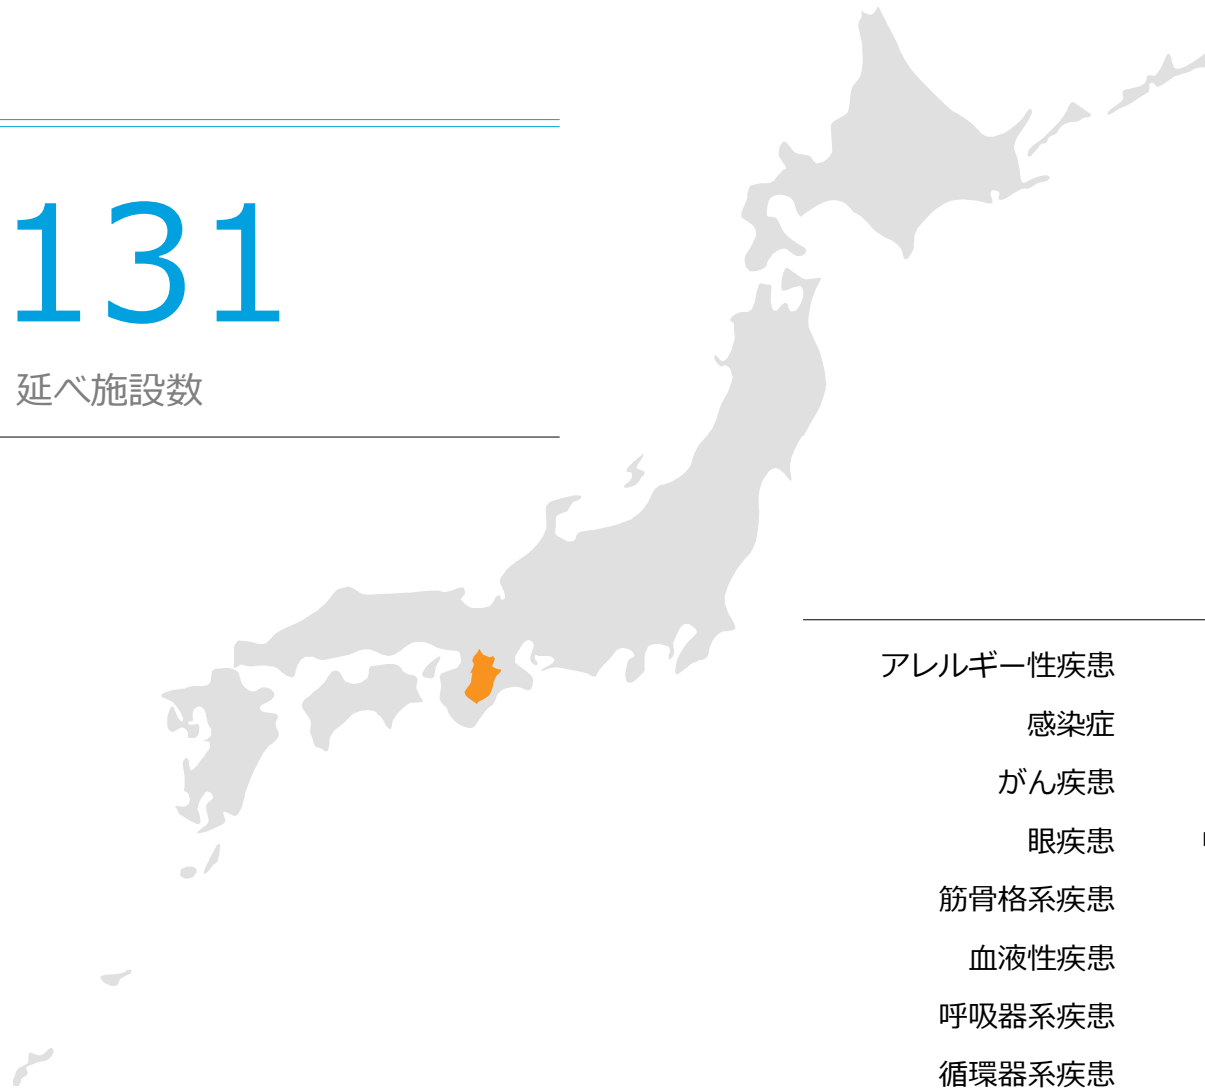 131
延べ施設数
アレルギー性疾患
感染症
がん疾患
眼疾患
筋骨格系疾患
血液性疾患
呼吸器系疾患
循環器系疾患